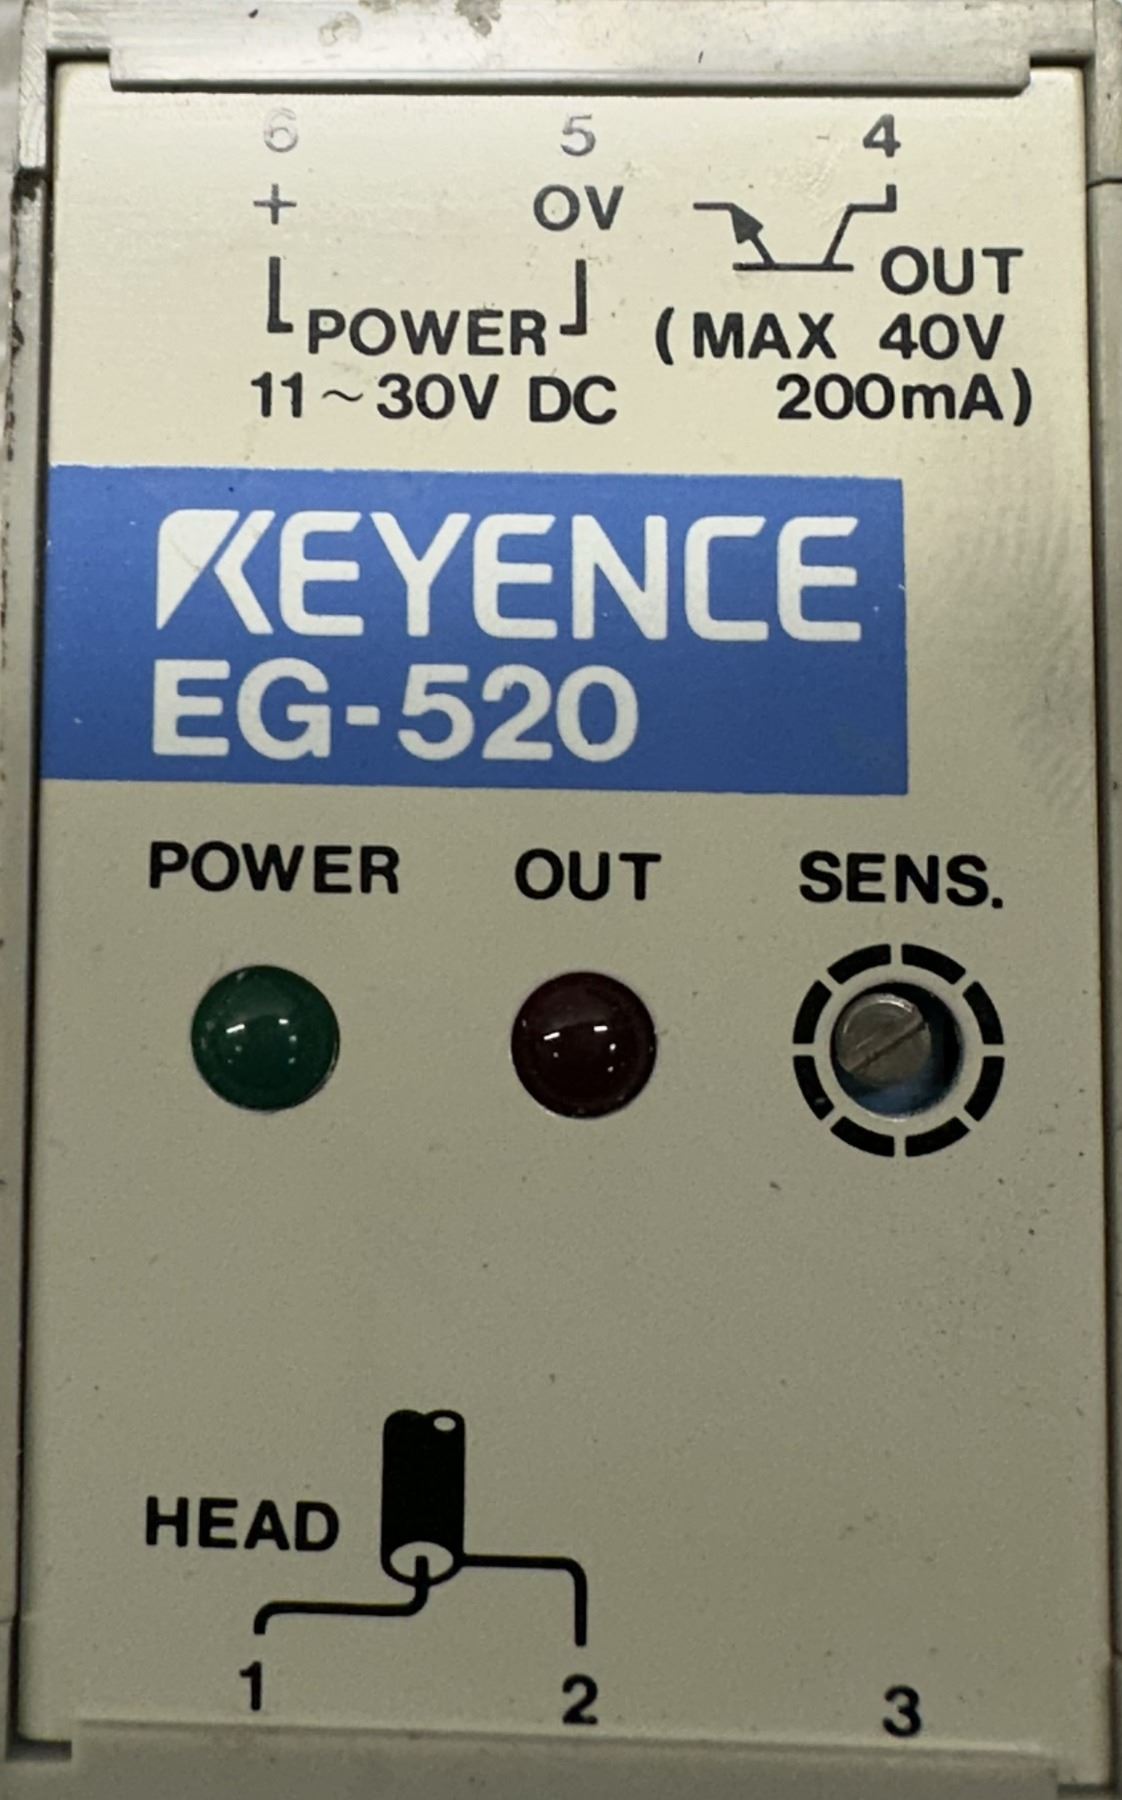 6 5 4
+ 0V
OUT
POWER (MAX 40V
11~30V DC 200mA)
KEYENCE
EG-520
POWER OUT SENS.
HEAD
1 2 3